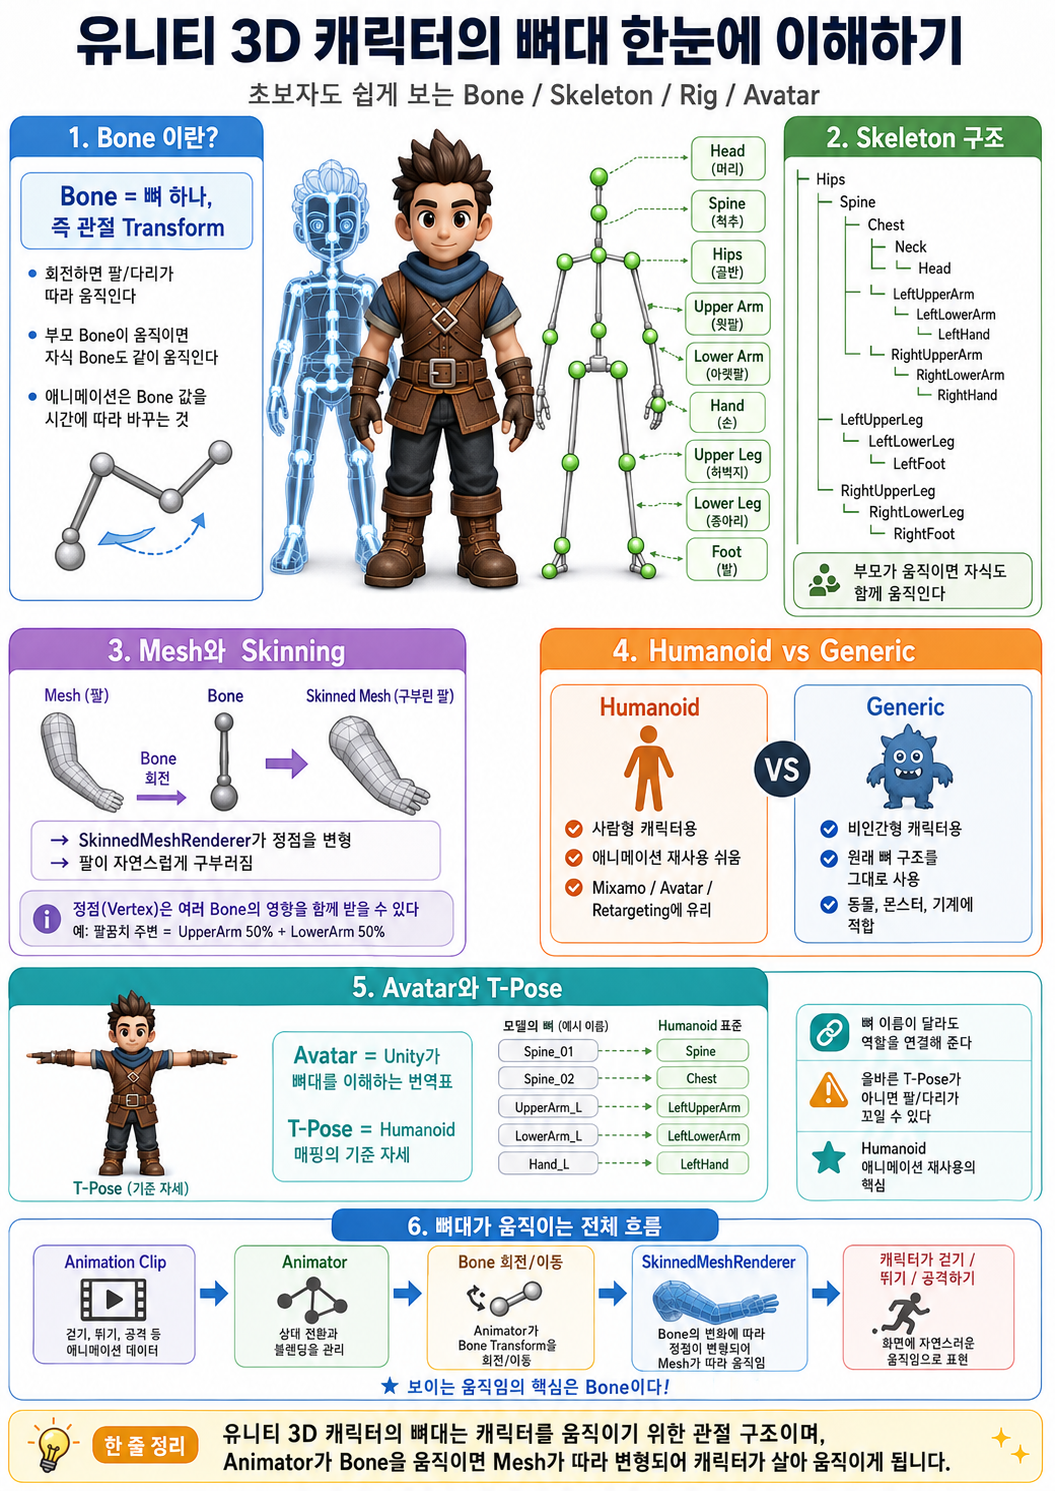 유니티 3D 캐릭터의 뼈대 한눈에 이해하기
초보자도 쉽게 보는 Bone / Skeleton / Rig / Avatar
1. Bone 이란?
Bone = 뼈 하나,
즉 관절 Transform
회전하면 팔/다리가
따라 움직인다
부모 Bone이 움직이면
자식 Bone도 같이 움직인다
애니메이션은 Bone 값을
시간에 따라 바꾸는 것
Head
(머리)
Spine
(척추)
Hips
(골반)
Upper Arm
(윗팔)
Lower Arm
(아랫팔)
Hand
(손)
Upper Leg
(허벅지)
Lower Leg
(종아리)
Foot
(발)
2. Skeleton 구조
Hips
Spine
Chest
Neck
Head
LeftUpperArm
LeftLowerArm
LeftHand
RightUpperArm
RightLowerArm
RightHand
LeftUpperLeg
LeftLowerLeg
LeftFoot
RightUpperLeg
RightLowerLeg
RightFoot
부모가 움직이면 자식도
함께 움직인다
3. Mesh와 Skinning
Mesh (팔)
Bone
회전
Bone
Skinned Mesh (구부린 팔)
→ SkinnedMeshRenderer가 정점을 변형
→ 팔이 자연스럽게 구부러짐
정점(Vertex)은 여러 Bone의 영향을 함께 받을 수 있다
예: 팔꿈치 주변 = UpperArm 50% + LowerArm 50%
4. Humanoid vs Generic
Humanoid
사람형 캐릭터용
애니메이션 재사용 쉬움
Mixamo / Avatar /
Retargeting에 유리
VS
Generic
비인간형 캐릭터용
원래 뼈 구조를
그대로 사용
동물, 몬스터, 기계에
적합
5. Avatar와 T-Pose
T-Pose (기준 자세)
Avatar = Unity가
뼈대를 이해하는 번역표
T-Pose = Humanoid
매핑의 기준 자세
모델의 뼈 (예시 이름)
Humanoid 표준
Spine_01
Spine
Spine_02
Chest
UpperArm_L
LeftUpperArm
LowerArm_L
LeftLowerArm
Hand_L
LeftHand
뼈 이름이 달라도
역할을 연결해 준다
올바른 T-Pose가
아니면 팔/다리가
꼬일 수 있다
Humanoid
애니메이션 재사용의
핵심
6. 뼈대가 움직이는 전체 흐름
Animation Clip
걷기, 뛰기, 공격 등
애니메이션 데이터
Animator
상대 전환과
블렌딩을 관리
Bone 회전/이동
Animator가
Bone Transform을
회전/이동
SkinnedMeshRenderer
Bone의 변화에 따라
정점이 변형되어
Mesh가 따라 움직임
캐릭터가 걷기 /
뛰기 / 공격하기
화면에 자연스러운
움직임으로 표현
★ 보이는 움직임의 핵심은 Bone이다!
한 줄 정리
유니티 3D 캐릭터의 뼈대는 캐릭터를 움직이기 위한 관절 구조이며,
Animator가 Bone을 움직이면 Mesh가 따라 변형되어 캐릭터가 살아 움직이게 됩니다.